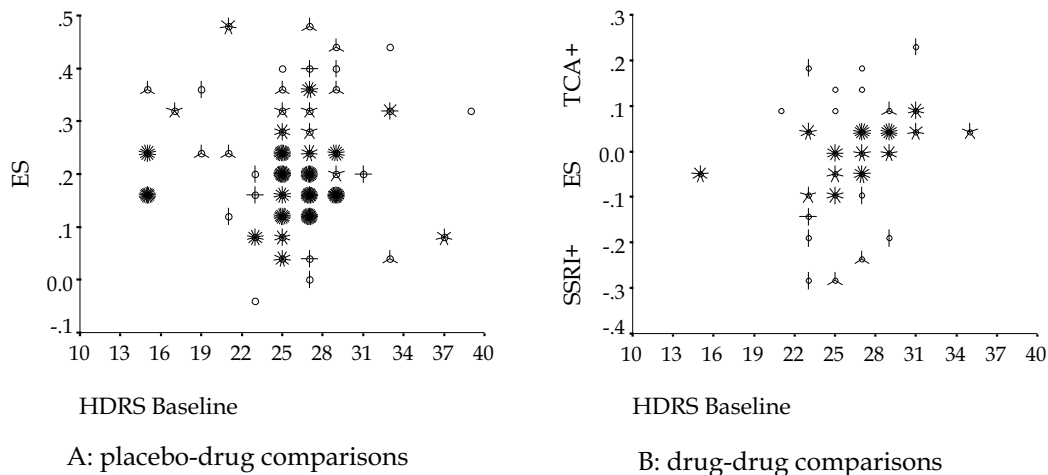 .5
.4
.3
.2
.1
0.0
-.1
ES
10 13 16 19 22 25 28 31 34 37 40
HDRS Baseline
A: placebo-drug comparisons
.3
.2
.1
0.0
-.1
-.2
-.3
-.4
TCA+
ES
SSRI+
10 13 16 19 22 25 28 31 34 37 40
HDRS Baseline
B: drug-drug comparisons